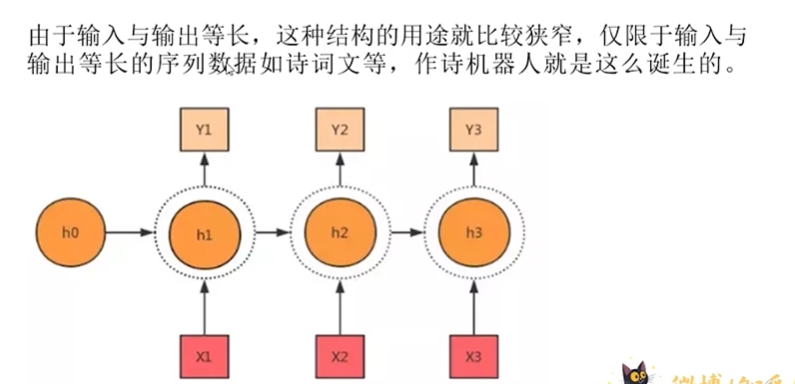 由于输入与输出等长，这种结构的用途就比较狭窄，仅限于输入与
输出等长的序列数据如诗词文等，作诗机器人就是这么诞生的。
Y1 Y2 Y3
h0 h1 h2 h3
X1 X2 X3